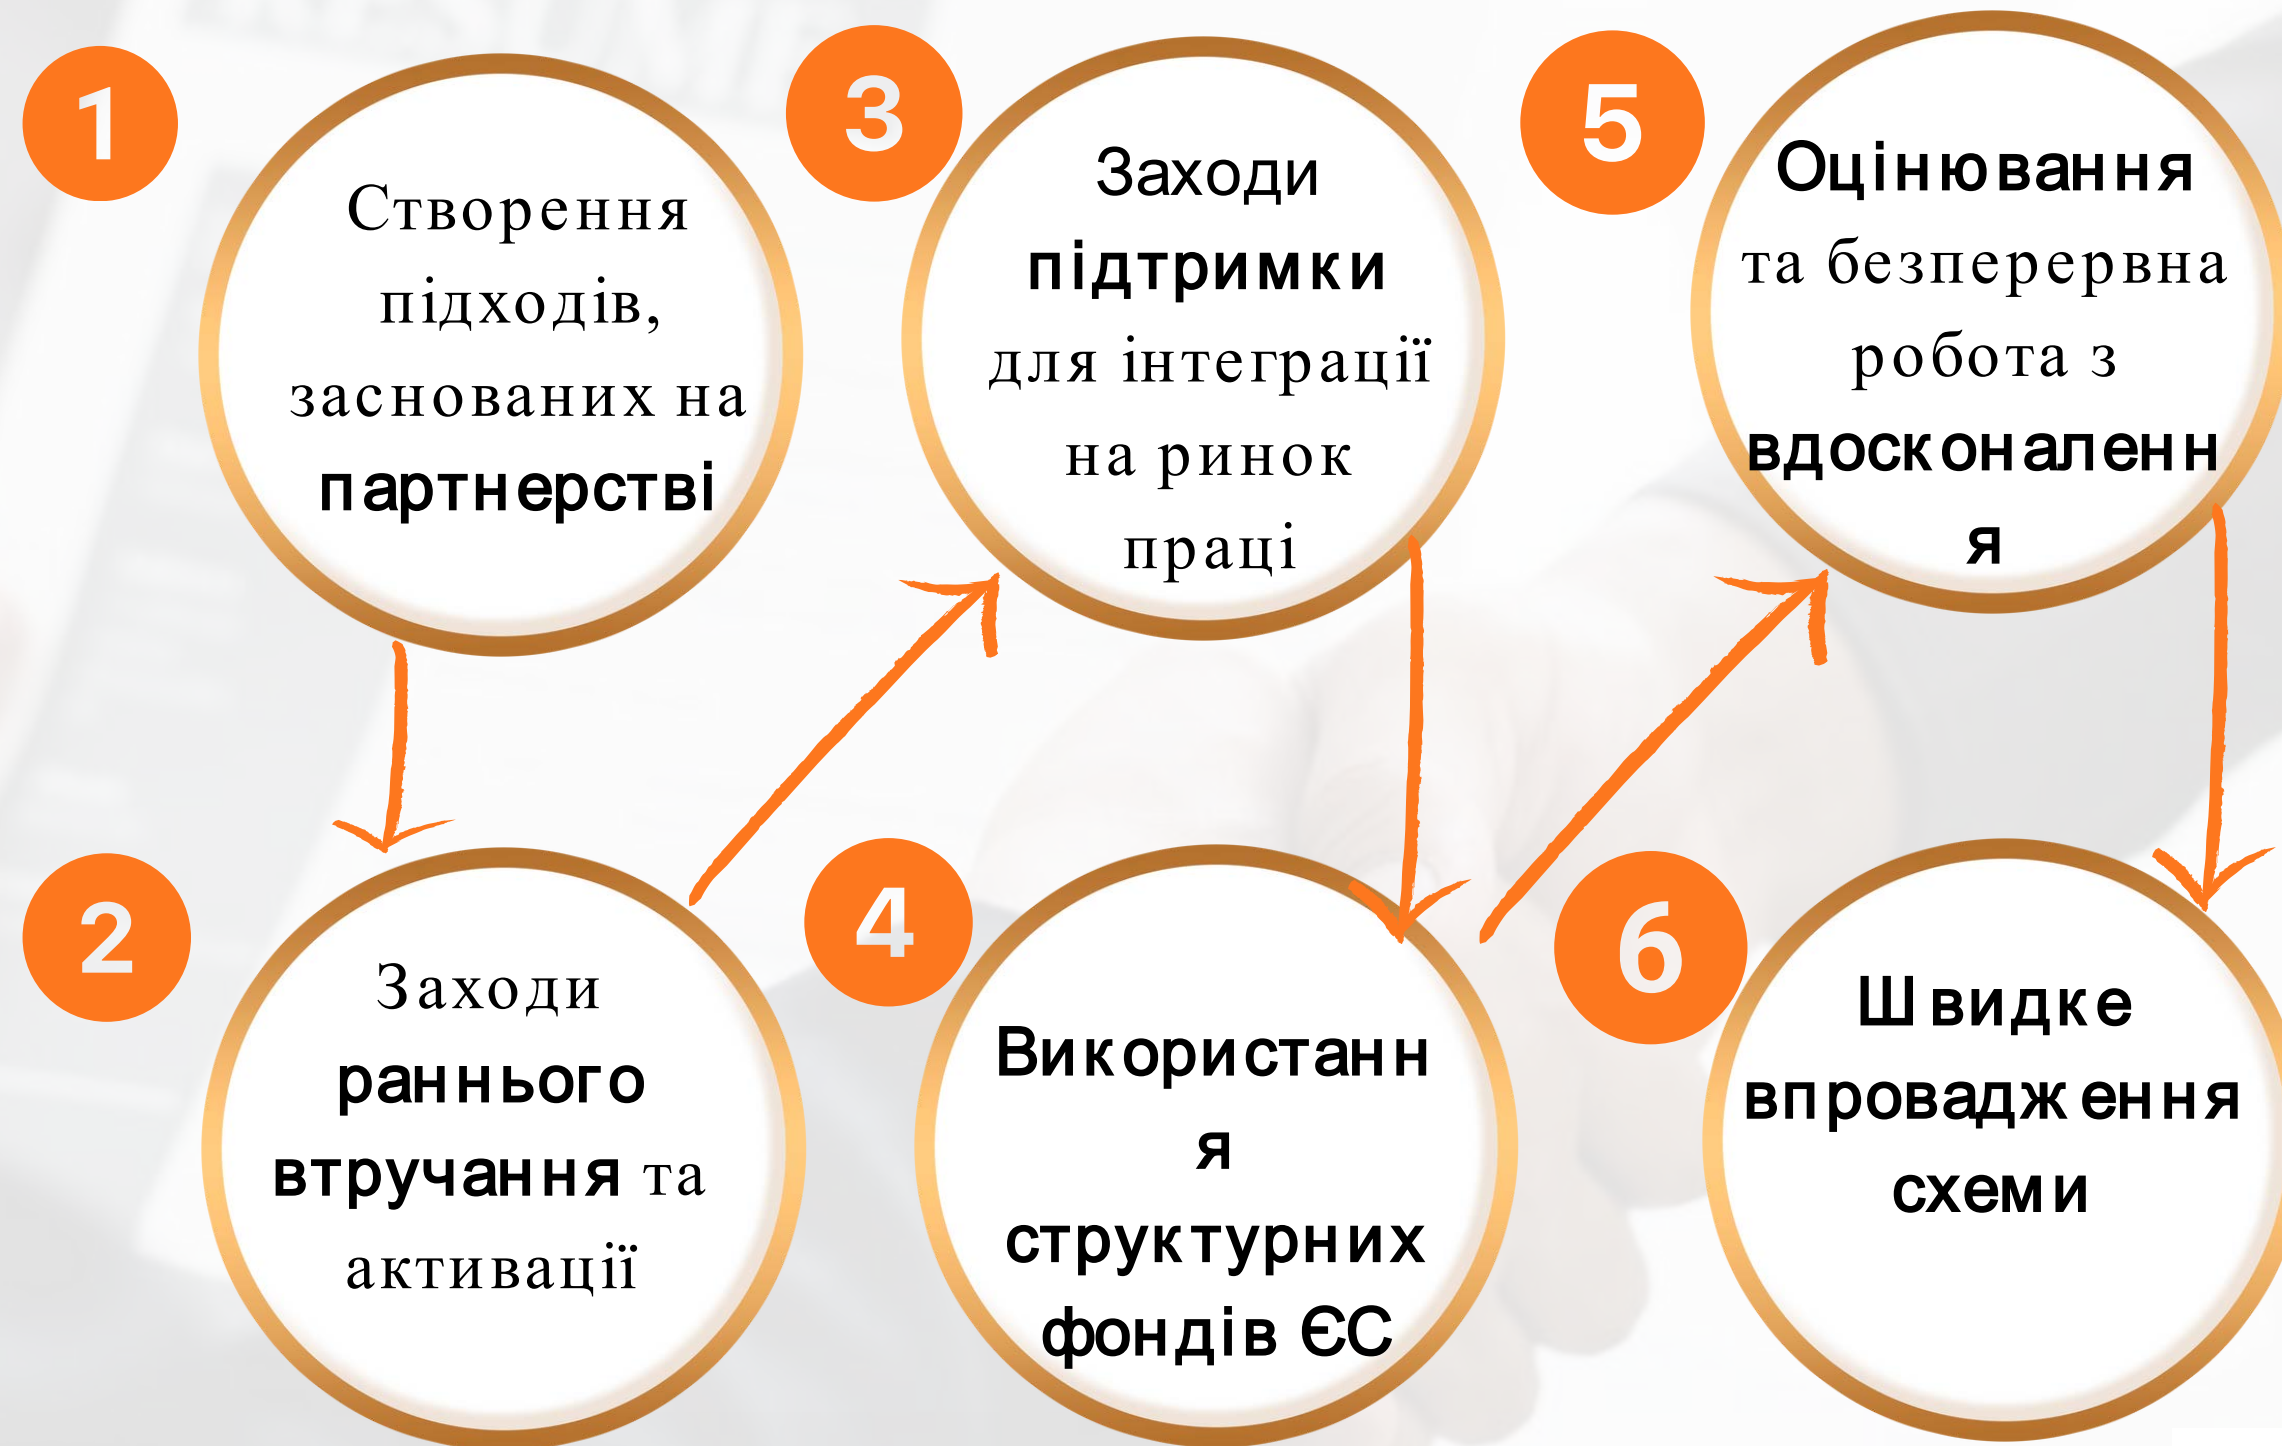 1
Створення
підходів,
заснованих на
партнерстві
2
Заходи
раннього
втручання та
активації
3
Заходи
підтримки
для інтеграції
на ринок
праці
4
Використанн
я
структурних
фондів ЄС
5
Оцінювання
та безперервна
робота з
вдосконаленн
я
6
Швидке
впровадження
схеми